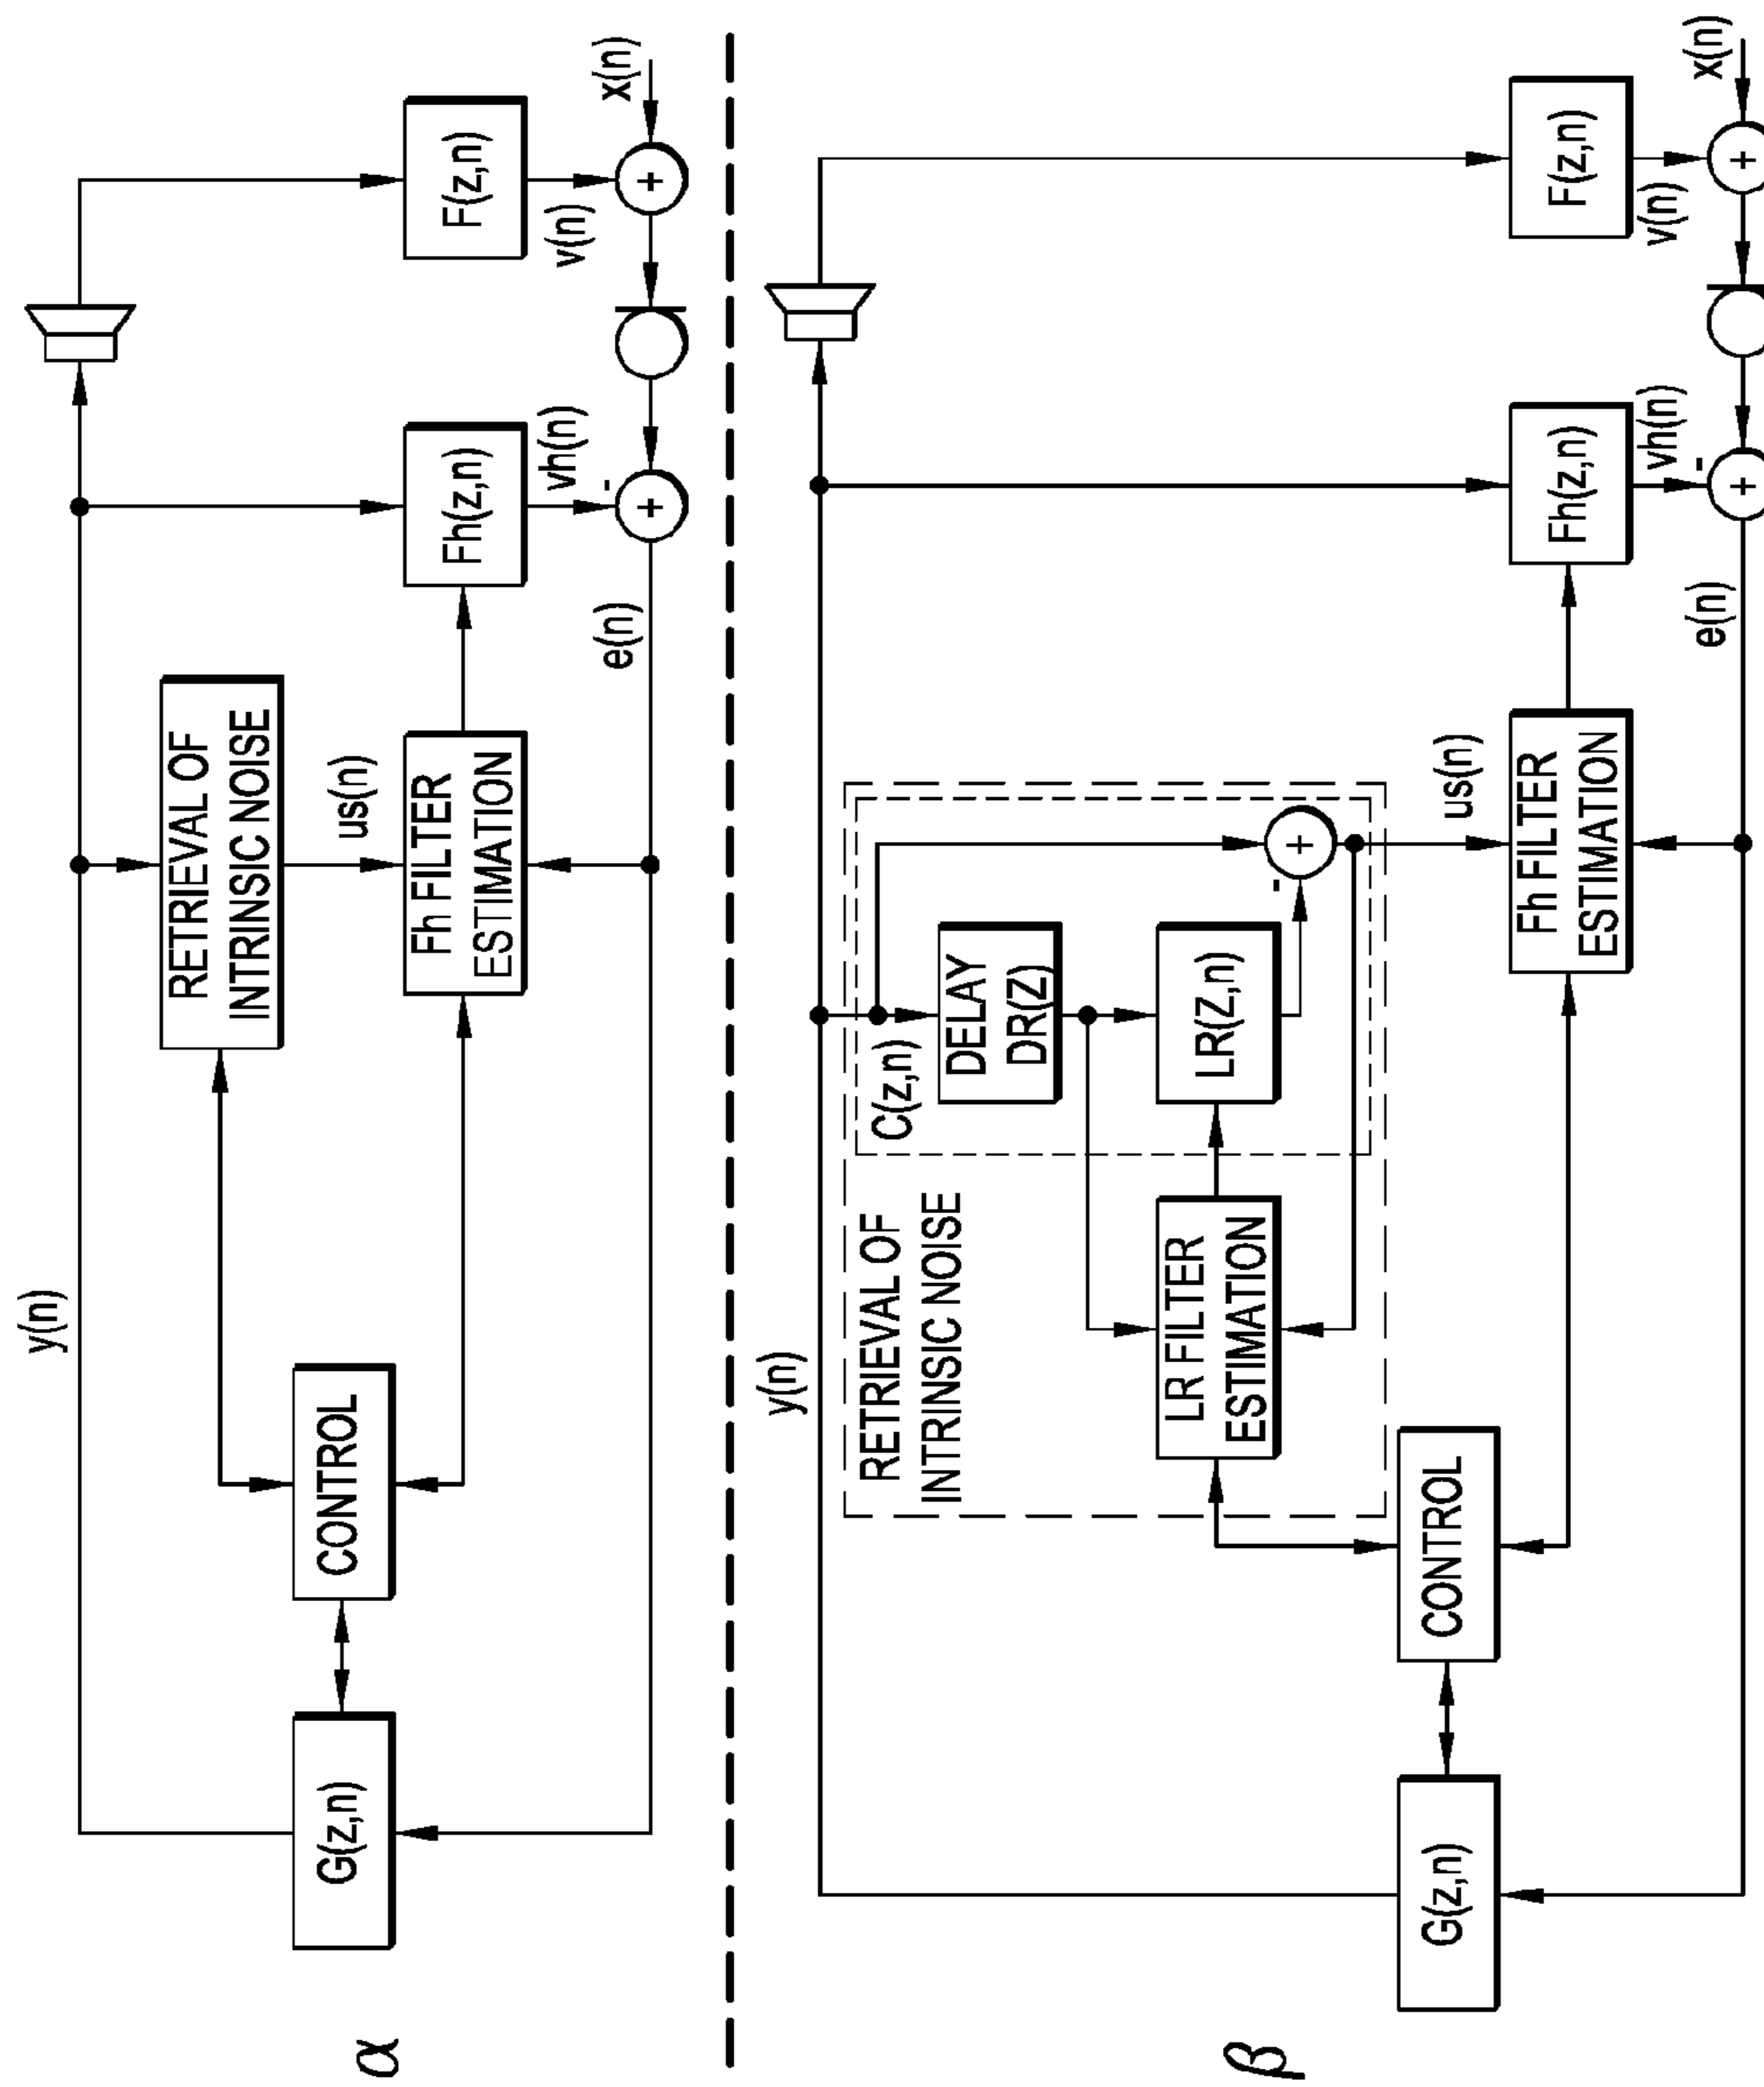 α
y(n)
G(z,n)
CONTROL
RETRIEVAL OF
INTRINSIC NOISE
us(n)
Fh FILTER
ESTIMATION
e(n)
Fh(z,n)
vh(n)
-
+
F(z,n)
v(n)
+
x(n)
β
y(n)
G(z,n)
CONTROL
RETRIEVAL OF
INTRINSIC NOISE
LR FILTER
ESTIMATION
C(z,n)
DELAY
DR(Z)
LR(Z,n)
-
+
us(n)
Fh FILTER
ESTIMATION
e(n)
Fh(z,n)
vh(n)
-
+
F(z,n)
v(n)
+
x(n)